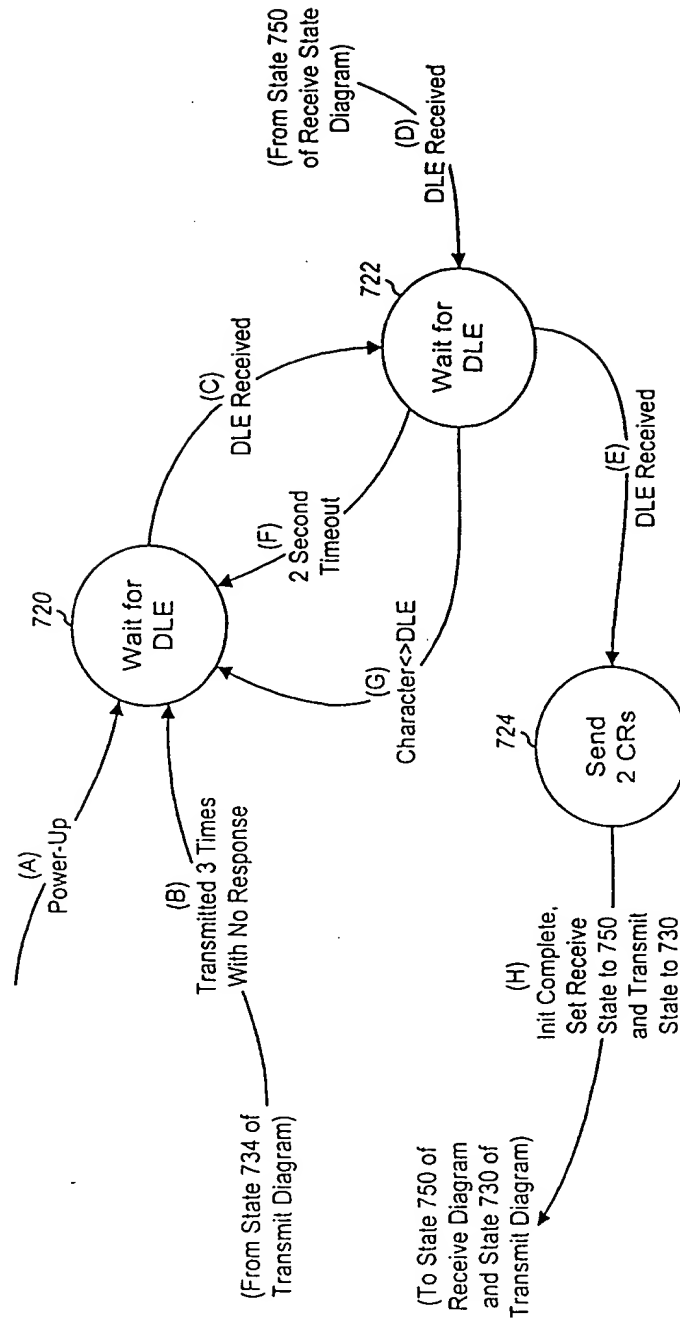 (A)
Power-Up
720
Wait for
DLE
(B)
Transmitted 3 Times
With No Response
(From State 734 of
Transmit Diagram)
(C)
DLE Received
(F)
2 Second
Timeout
(G)
Character<>DLE
722
Wait for
DLE
(From State 750
of Receive State
Diagram)
(D)
DLE Received
(E)
DLE Received
724
Send
2 CRs
(H)
Init Complete,
Set Receive
State to 750
and Transmit
State to 730
(To State 750 of
Receive Diagram
and State 730 of
Transmit Diagram)